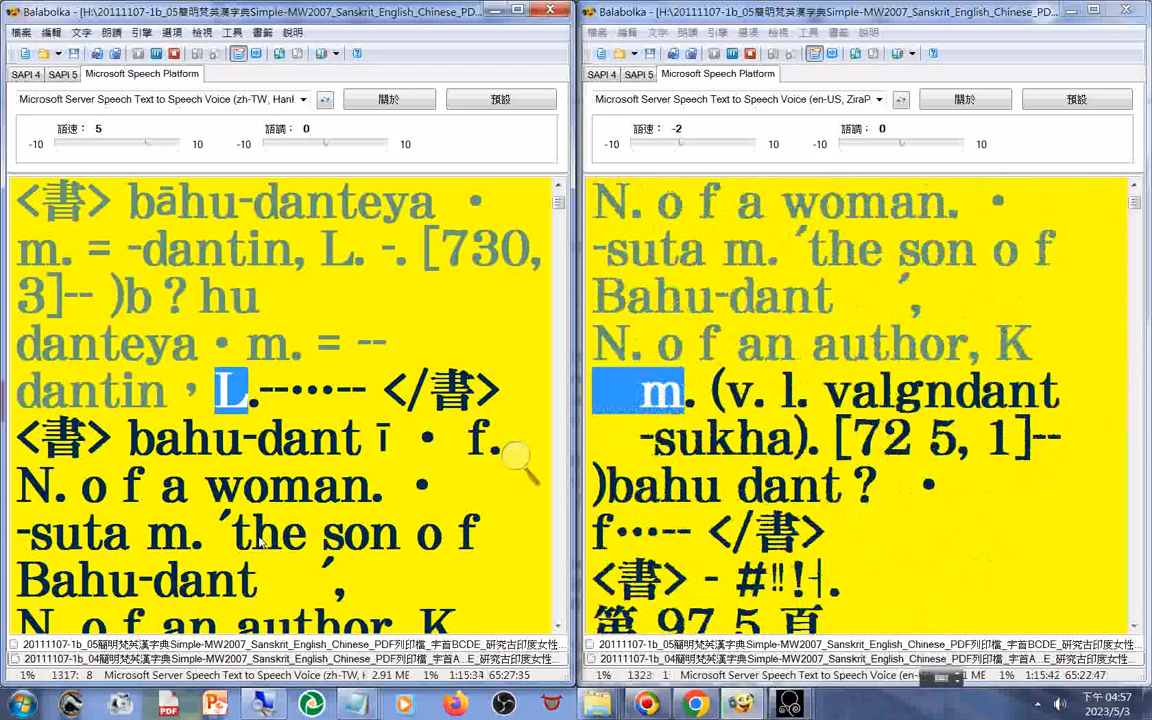 Balabolka - [H:\20111107-1b_05簡明梵英漢字典Simple-MW2007_Sanskrit_English_Chinese_PD...
檔案 編輯 文字 朗讀 引擎 選項 檢視 工具 書籤 說明
SAPI 4 SAPI 5 Microsoft Speech Platform
Microsoft Server Speech Text to Speech Voice (zh-TW, Hanl 關於 預設
語速： 5 語調： 0
-10 10 -10 10
<書> bāhu-danteya •
m. = -dantin, L. -. [730,
3]-- )b？hu
danteya • m. = --
dantin，L.--…-- </書>
<書> bahu-dant ī • f.
N. o f a woman. •
-suta m. ´the son o f
Bahu-dant ´,
N. o f an author, K
20111107-1b_05簡明梵英漢字典Simple-MW2007_Sanskrit_English_Chinese_PDF列印檔_字首BCDE_研究古印度女性...
20111107-1b_04簡明梵英漢字典Simple-MW2007_Sanskrit_English_Chinese_PDF列印檔_字首A...E_研究古印度女性...
1% 1317: 8 Microsoft Server Speech Text to Speech Voice (zh-TW, H 2.91 ME 1% 1:15:34 65:27:35
Balabolka - [H:\20111107-1b_05簡明梵英漢字典Simple-MW2007_Sanskrit_English_Chinese_PD...
檔案 編輯 文字 朗讀 引擎 選項 檢視 工具 書籤 說明
SAPI 4 SAPI 5 Microsoft Speech Platform
Microsoft Server Speech Text to Speech Voice (en-US, ZiraP 關於 預設
語速： -2 語調： 0
-10 10 -10 10
N. o f a woman. •
-suta m. ´the son o f
Bahu-dant ´,
N. o f an author, K
m. (v. l. valgndant
-sukha). [72 5, 1]--
)bahu dant？ •
f…-- </書>
<書> - #‼!┤.
第 97 5 頁
20111107-1b_05簡明梵英漢字典Simple-MW2007_Sanskrit_English_Chinese_PDF列印檔_字首BCDE_研究古印度女性...
20111107-1b_04簡明梵英漢字典Simple-MW2007_Sanskrit_English_Chinese_PDF列印檔_字首A...E_研究古印度女性...
1% 1323: 1 Microsoft Server Speech Text to Speech Voice (en-US, Z ME 1% 1:15:42 65:22:47
PDF
下午 04:57
2023/5/3